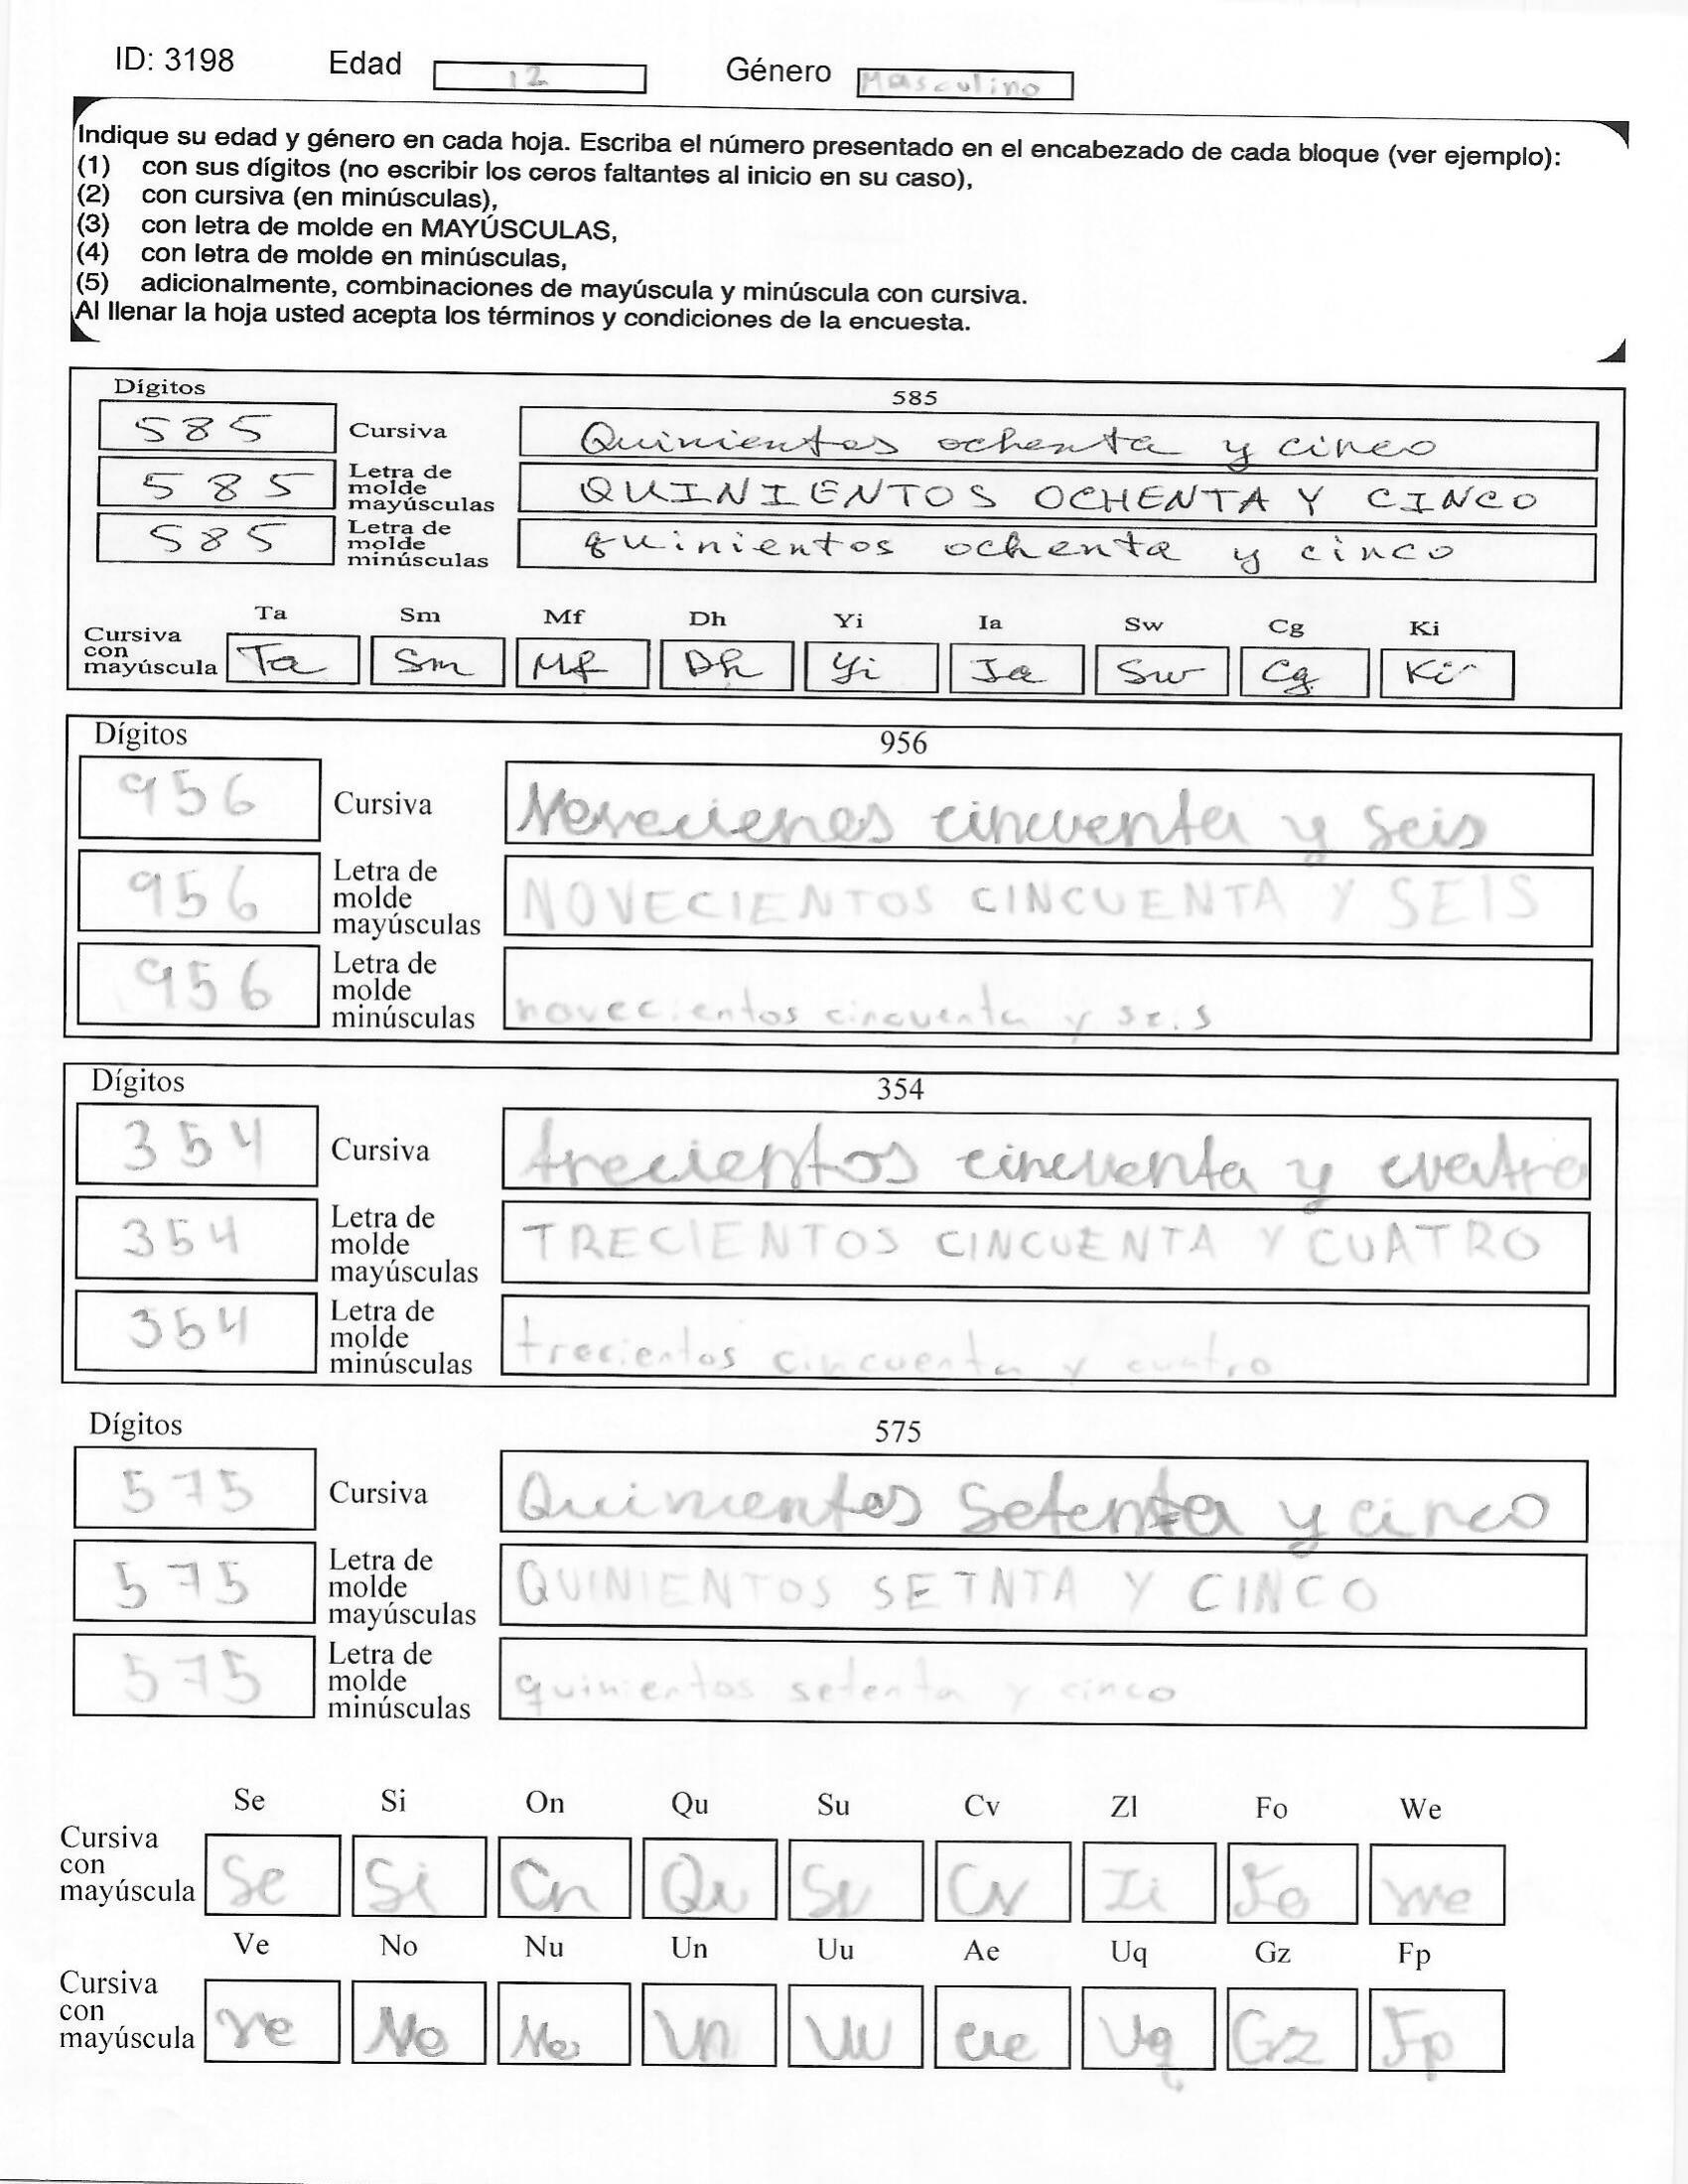 ID: 3198 Edad 12 Género Masculino
Indique su edad y género en cada hoja. Escriba el número presentado en el encabezado de cada bloque (ver ejemplo):
(1) con sus dígitos (no escribir los ceros faltantes al inicio en su caso),
(2) con cursiva (en minúsculas),
(3) con letra de molde en MAYÚSCULAS,
(4) con letra de molde en minúsculas,
(5) adicionalmente, combinaciones de mayúscula y minúscula con cursiva.
Al llenar la hoja usted acepta los términos y condiciones de la encuesta.
Dígitos 585
585 Cursiva Quinientos ochenta y cinco
585 Letra de molde mayúsculas QUINIENTOS OCHENTA Y CINCO
585 Letra de molde minúsculas quinientos ochenta y cinco
Ta Sm Mf Dh Yi Ia Sw Cg Ki
Cursiva con mayúscula Ta Sm Mf Dh Yi Ia Sw Cg Ki
Dígitos 956
956 Cursiva Novecienos cincuenta y seis
956 Letra de molde mayúsculas NOVECIENTOS CINCUENTA Y SEIS
956 Letra de molde minúsculas novecientos cincuenta y seis
Dígitos 354
354 Cursiva trecientos cincuenta y cuatro
354 Letra de molde mayúsculas TRECIENTOS CINCUENTA Y CUATRO
354 Letra de molde minúsculas trecientos cincuenta y cuatro
Dígitos 575
575 Cursiva Quinientos Setenta y cinco
575 Letra de molde mayúsculas QUINIENTOS SETNTA Y CINCO
575 Letra de molde minúsculas quinientos setenta y cinco
Se Si On Qu Su Cv Zl Fo We
Cursiva con mayúscula Se Si Cn Qu Su Cv Zi Fo We
Ve No Nu Un Uu Ae Uq Gz Fp
Cursiva con mayúscula Ve No Un Uu ae Uq Gz Fp